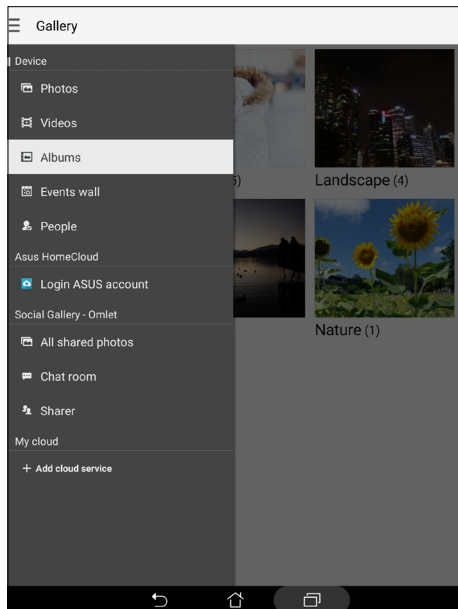 Gallery
Device
Photos
Videos
Albums
Events wall
People
Asus HomeCloud
Login ASUS account
Social Gallery - Omlet
All shared photos
Chat room
Sharer
My cloud
+ Add cloud service
5)
Landscape (4)
Nature (1)